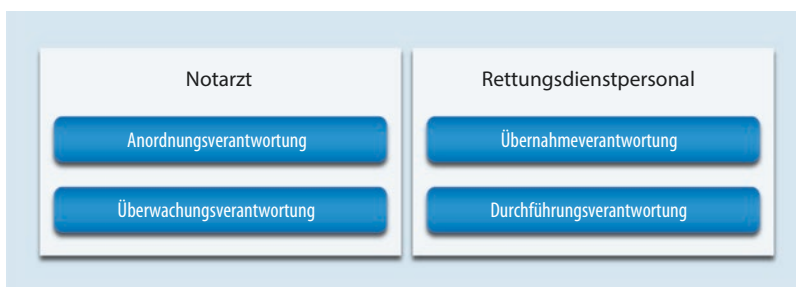 Notarzt
Anordnungsverantwortung
Überwachungsverantwortung
Rettungsdienstpersonal
Übernahmeverantwortung
Durchführungsverantwortung